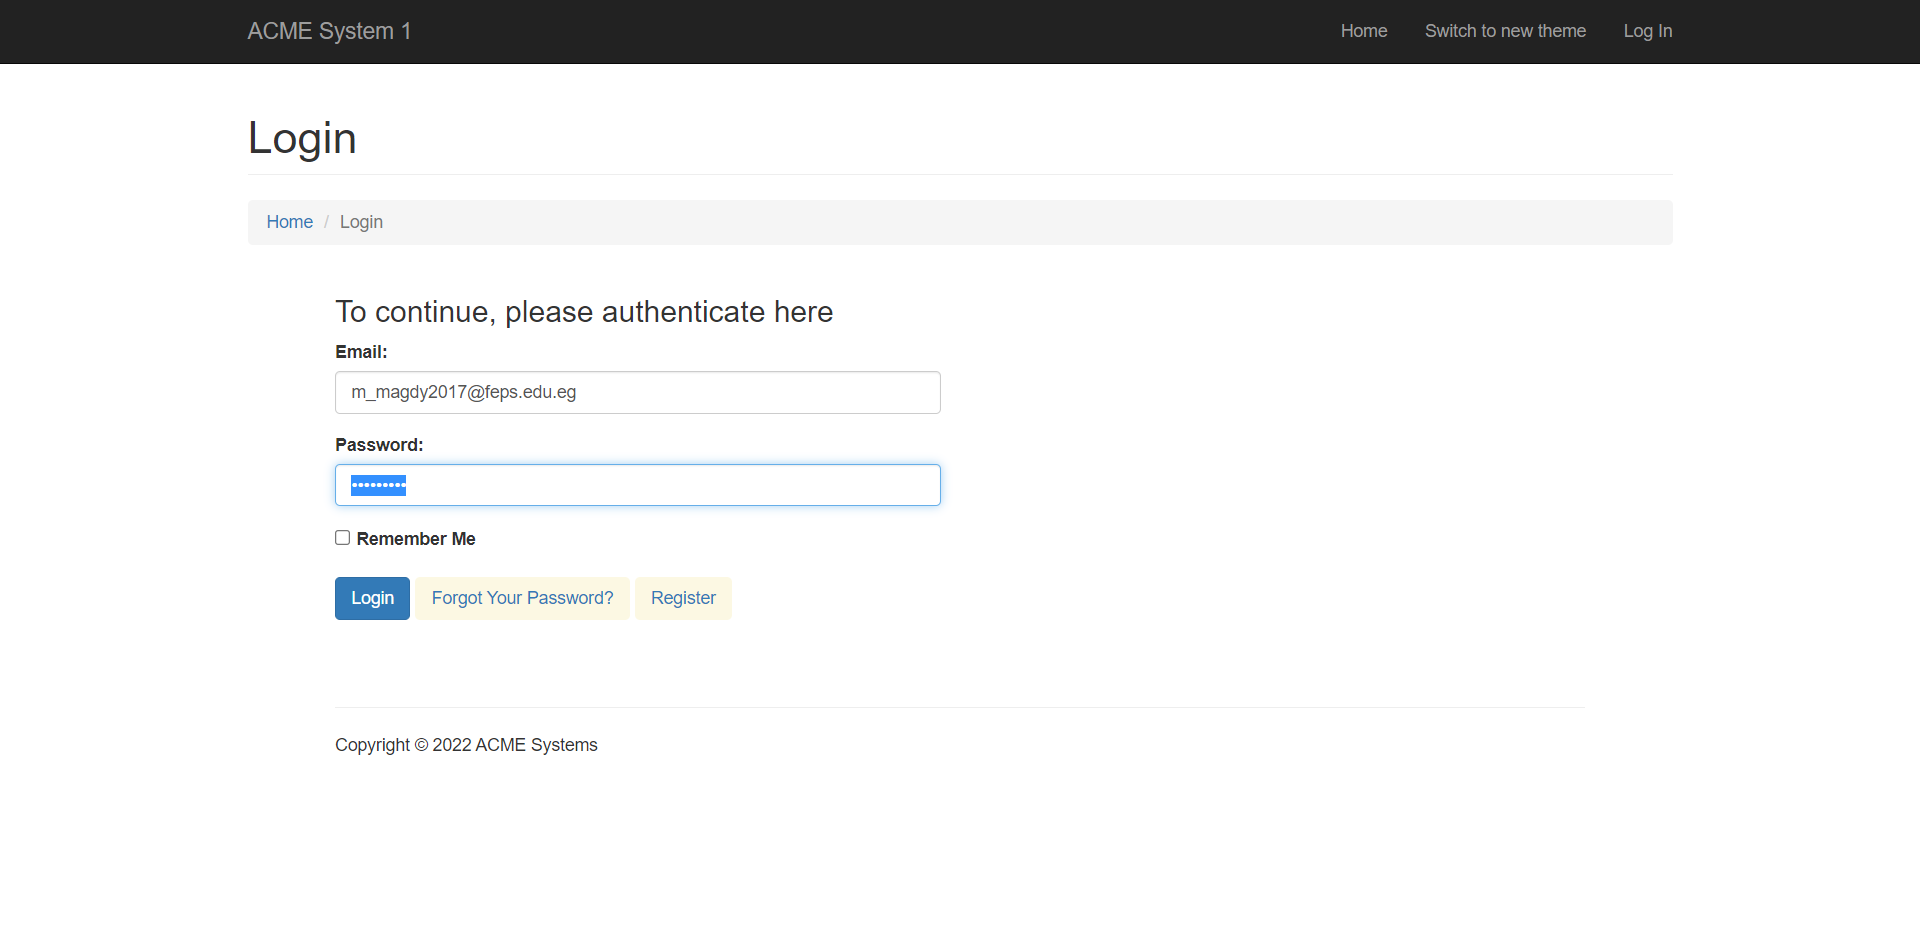 ACME System 1 Home Switch to new theme Log In
Login
Home / Login
To continue, please authenticate here
Email:
m_magdy2017@feps.edu.eg
Password:
•••••••••
Remember Me
Login Forgot Your Password? Register
Copyright © 2022 ACME Systems